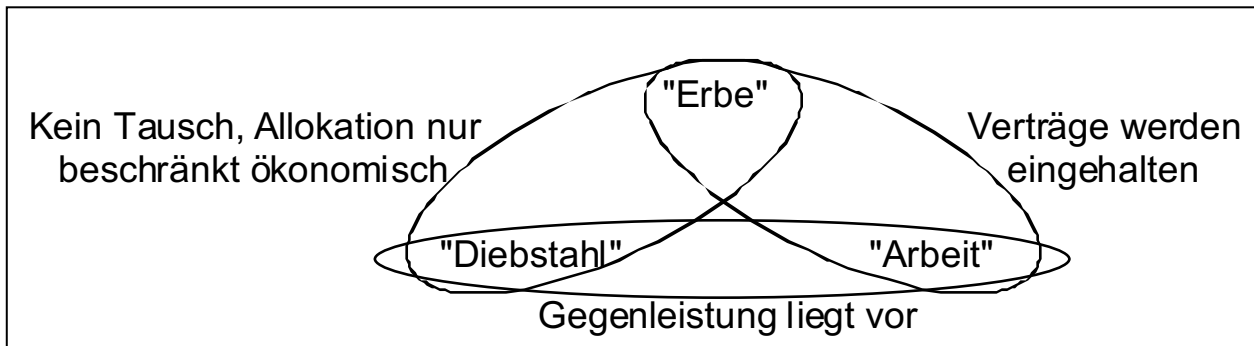 "Erbe"
Kein Tausch, Allokation nur
beschränkt ökonomisch
Verträge werden
eingehalten
"Diebstahl"
"Arbeit"
Gegenleistung liegt vor